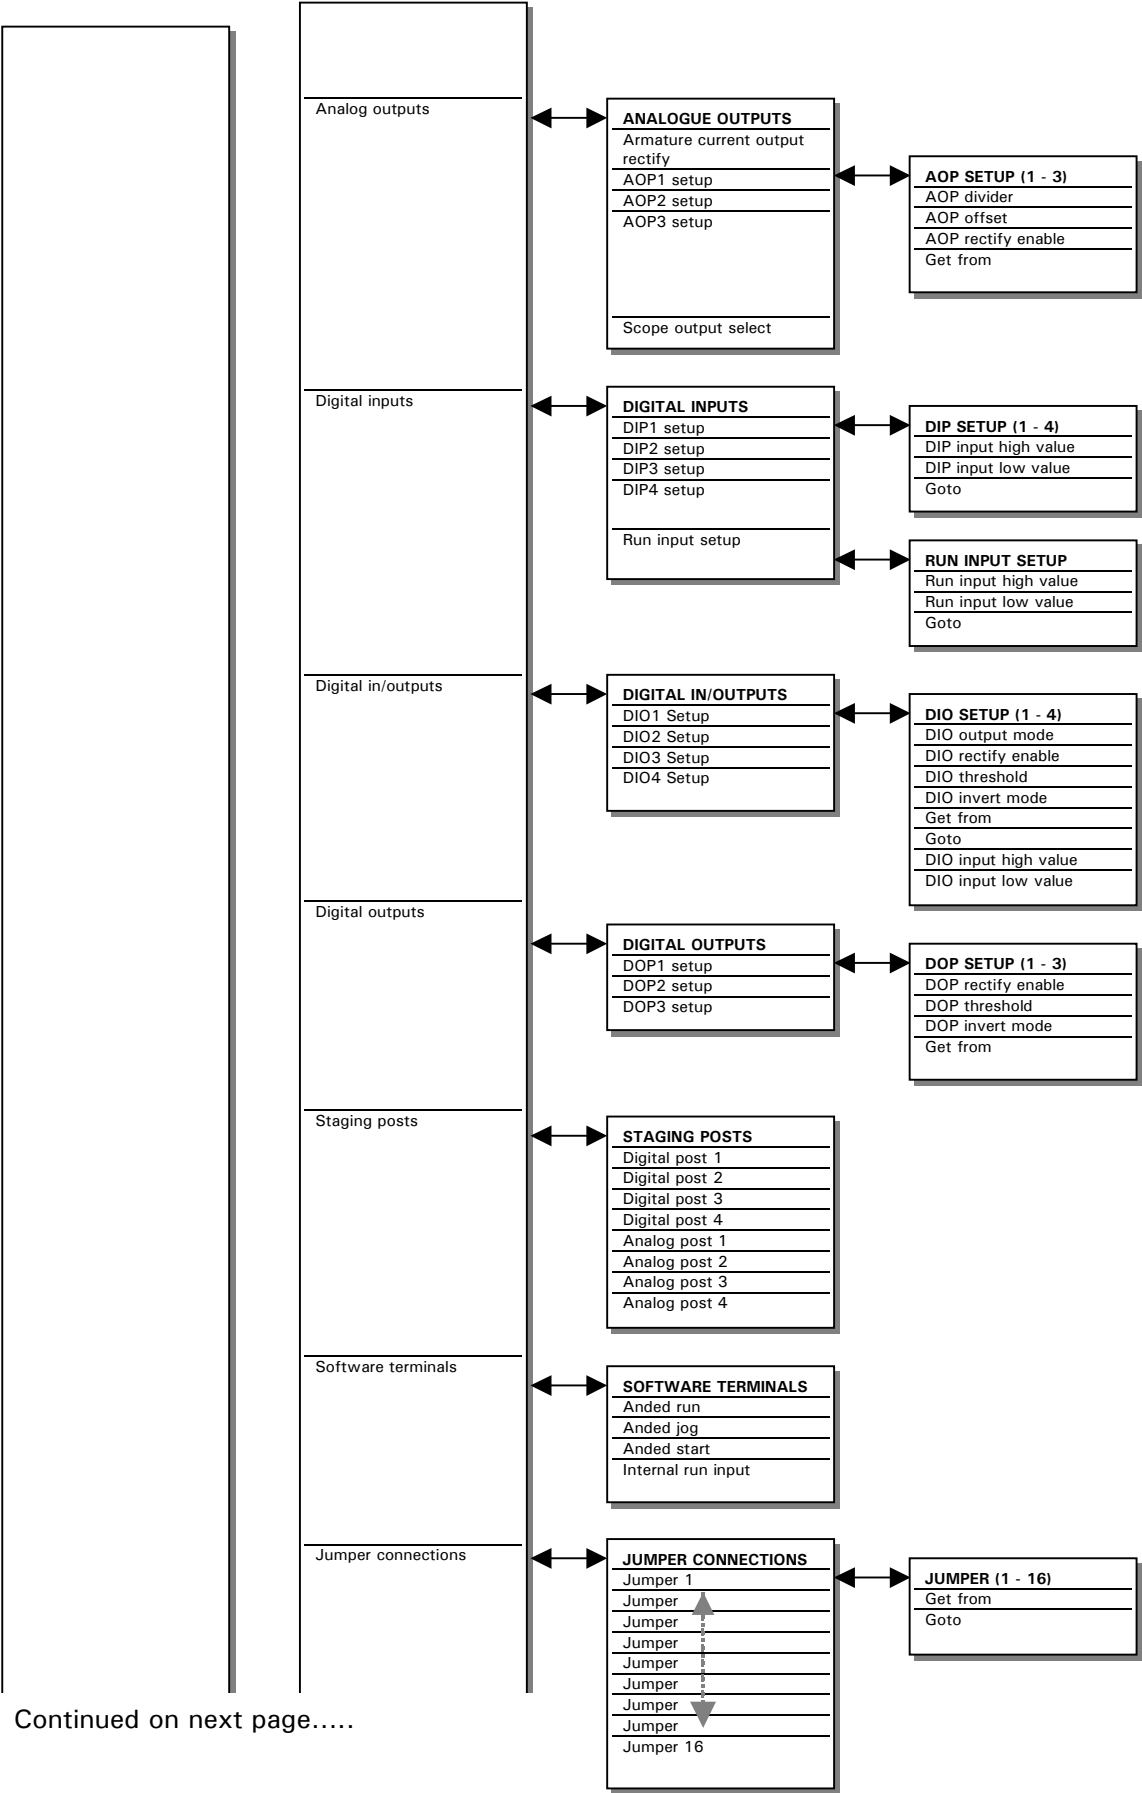 Analog outputs
ANALOGUE OUTPUTS
Armature current output
rectify
AOP1 setup
AOP2 setup
AOP3 setup
Scope output select
AOP SETUP (1 - 3)
AOP divider
AOP offset
AOP rectify enable
Get from
Digital inputs
DIGITAL INPUTS
DIP1 setup
DIP2 setup
DIP3 setup
DIP4 setup
Run input setup
DIP SETUP (1 - 4)
DIP input high value
DIP input low value
Goto
RUN INPUT SETUP
Run input high value
Run input low value
Goto
Digital in/outputs
DIGITAL IN/OUTPUTS
DIO1 Setup
DIO2 Setup
DIO3 Setup
DIO4 Setup
DIO SETUP (1 - 4)
DIO output mode
DIO rectify enable
DIO threshold
DIO invert mode
Get from
Goto
DIO input high value
DIO input low value
Digital outputs
DIGITAL OUTPUTS
DOP1 setup
DOP2 setup
DOP3 setup
DOP SETUP (1 - 3)
DOP rectify enable
DOP threshold
DOP invert mode
Get from
Staging posts
STAGING POSTS
Digital post 1
Digital post 2
Digital post 3
Digital post 4
Analog post 1
Analog post 2
Analog post 3
Analog post 4
Software terminals
SOFTWARE TERMINALS
Anded run
Anded jog
Anded start
Internal run input
Jumper connections
JUMPER CONNECTIONS
Jumper 1
Jumper
Jumper
Jumper
Jumper
Jumper
Jumper
Jumper
Jumper 16
JUMPER (1 - 16)
Get from
Goto
Continued on next page.....